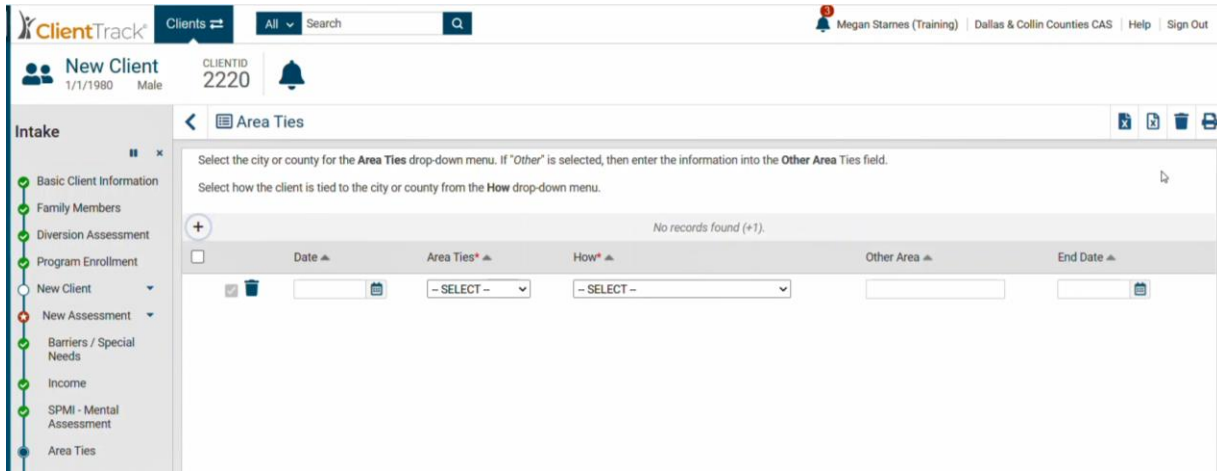 ClientTrack® Clients All Search 3 Megan Starnes (Training) Dallas & Collin Counties CAS Help Sign Out
New Client CLIENTID
1/1/1980 Male 2220
Intake
Area Ties
Select the city or county for the Area Ties drop-down menu. If "Other" is selected, then enter the information into the Other Area Ties field.
Select how the client is tied to the city or county from the How drop-down menu.
Basic Client Information
Family Members
Diversion Assessment
Program Enrollment
New Client
New Assessment
Barriers / Special
Needs
Income
SPMI - Mental
Assessment
Area Ties
+ No records found (+1).
Date Area Ties* How* Other Area End Date
-- SELECT -- -- SELECT --